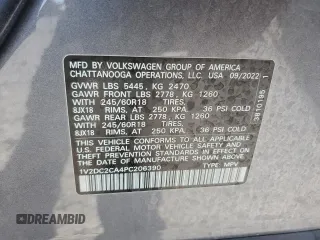 MFD BY VOLKSWAGEN GROUP OF AMERICA
CHATTANOOGA OPERATIONS, LLC. USA 09/2022
GVWR LBS 5445, KG 2470
GAWR FRONT LBS 2778, KG 1260
WITH 245/60R18 TIRES,
8JX18 RIMS, AT 250 KPA, 36 PSI COLD
GAWR REAR LBS 2778, KG 1260
WITH 245/60R18 TIRES,
8JX18 RIMS, AT 250 KPA, 36 PSI COLD
THIS VEHICLE CONFORMS TO ALL APPLICABLE
FEDERAL MOTOR VEHICLE SAFETY STANDARDS
IN EFFECT ON THE DATE OF MANUFACTURE
SHOWN ABOVE.
1V2DC2CA4PC206390 TYPE: MPV
3810195 1
STAT.VIN